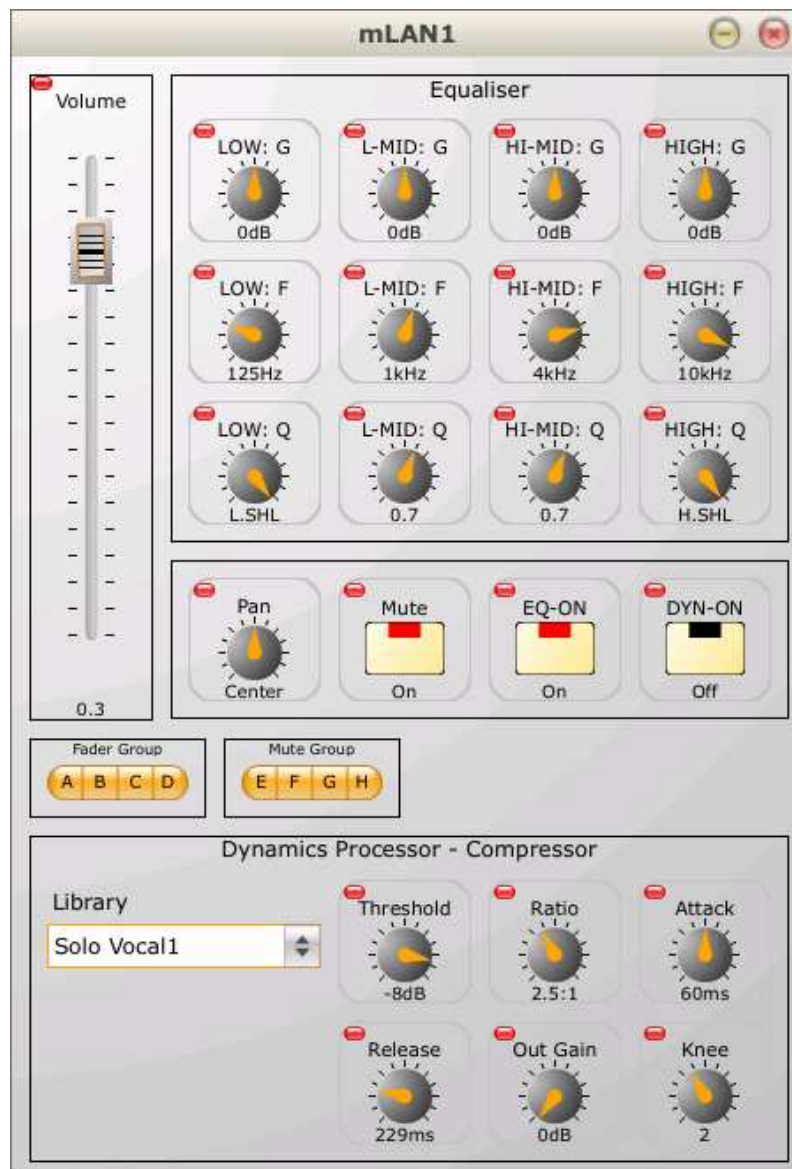 mLAN1
Volume
0.3
Equaliser
LOW: G
L-MID: G
HI-MID: G
HIGH: G
0dB
0dB
0dB
0dB
LOW: F
L-MID: F
HI-MID: F
HIGH: F
125Hz
1kHz
4kHz
10kHz
LOW: Q
L-MID: Q
HI-MID: Q
HIGH: Q
L.SHL
0.7
0.7
H.SHL
Pan
Mute
EQ-ON
DYN-ON
Center
On
On
Off
Fader Group
A B C D
Mute Group
E F G H
Dynamics Processor - Compressor
Library
Solo Vocal1
Threshold
Ratio
Attack
-8dB
2.5:1
60ms
Release
Out Gain
Knee
229ms
0dB
2